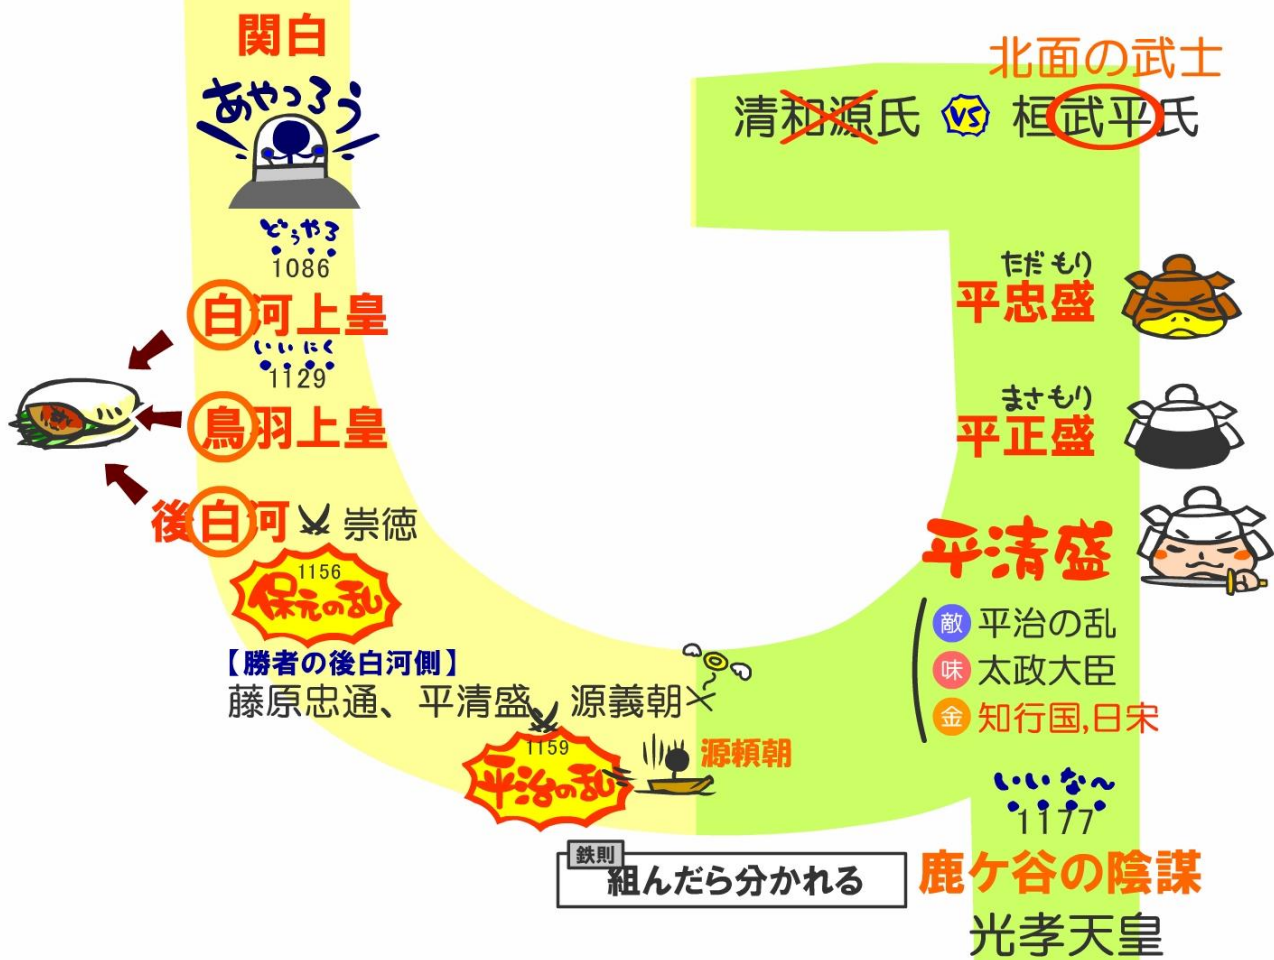 関白
あやつろう
どぅやろ
1086
白河上皇
いいにく
1129
鳥羽上皇
後白河 崇徳
1156
保元の乱
【勝者の後白河側】
藤原忠通、平清盛 源義朝×
1159
平治の乱
源頼朝
鉄則
組んだら分かれる
北面の武士
清和源氏 VS 桓武平氏
ただ もり
平忠盛
まさ もり
平正盛
平清盛
敵 平治の乱
味 太政大臣
金 知行国,日宋
いいな〜
1177
鹿ケ谷の陰謀
光孝天皇